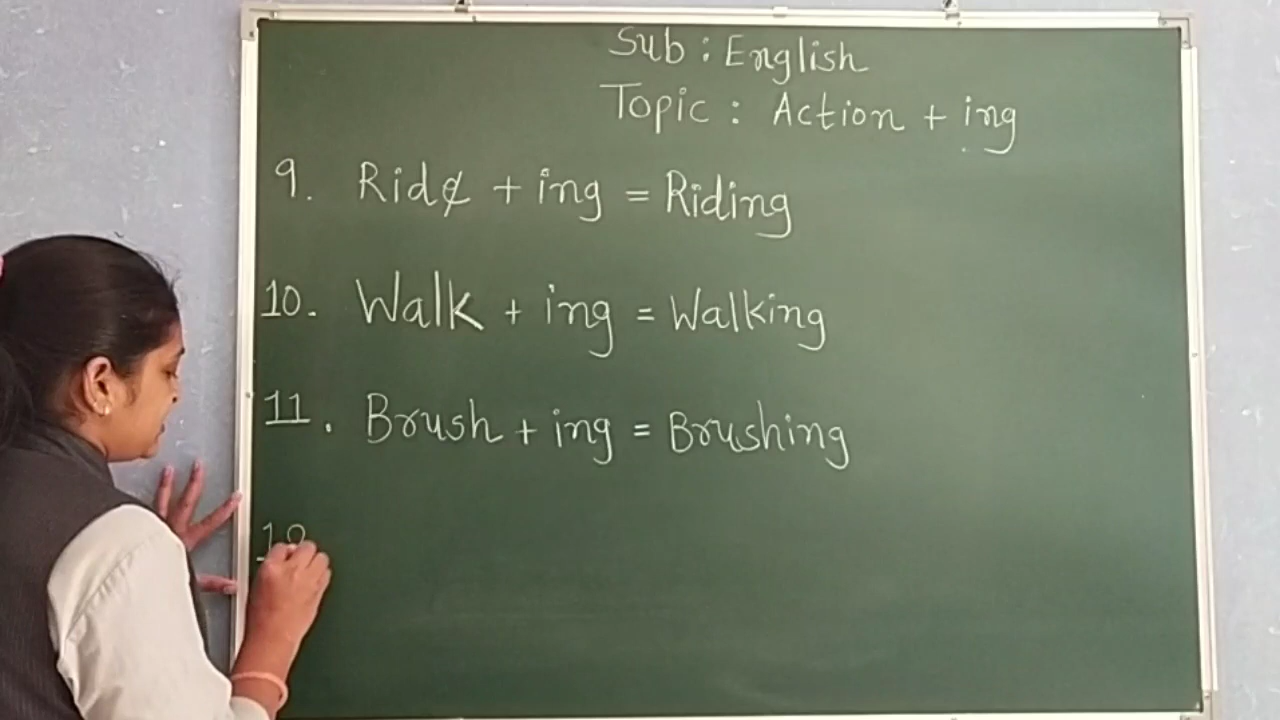 Sub : English
Topic : Action + ing
9. Ride + ing = Riding
10. Walk + ing = Walking
11. Brush + ing = Brushing